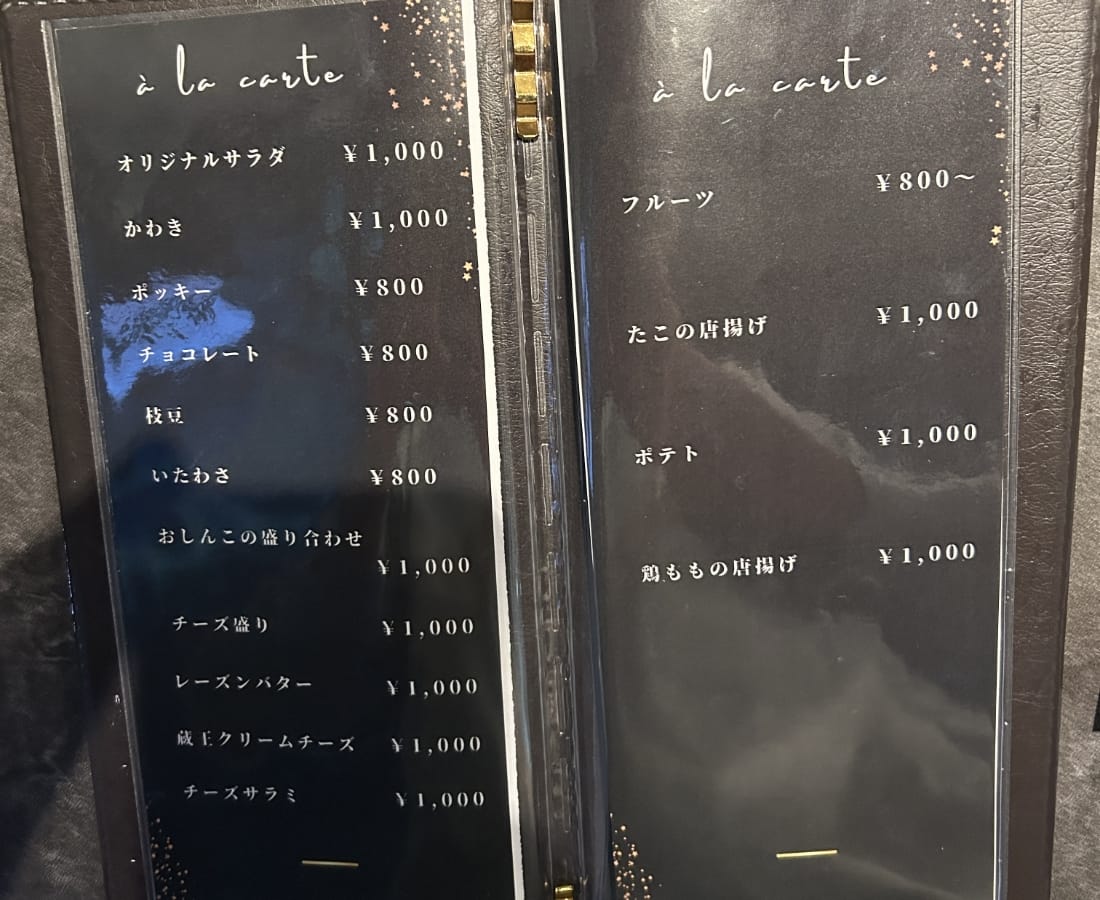 à la carte
オリジナルサラダ ¥1,000
かわき ¥1,000
ポッキー ¥800
チョコレート ¥800
枝豆 ¥800
いたわさ ¥800
おしんこの盛り合わせ
¥1,000
チーズ盛り ¥1,000
レーズンバター ¥1,000
蔵王クリームチーズ ¥1,000
チーズサラミ ¥1,000
à la carte
フルーツ ¥800〜
たこの唐揚げ ¥1,000
ポテト ¥1,000
鶏ももの唐揚げ ¥1,000